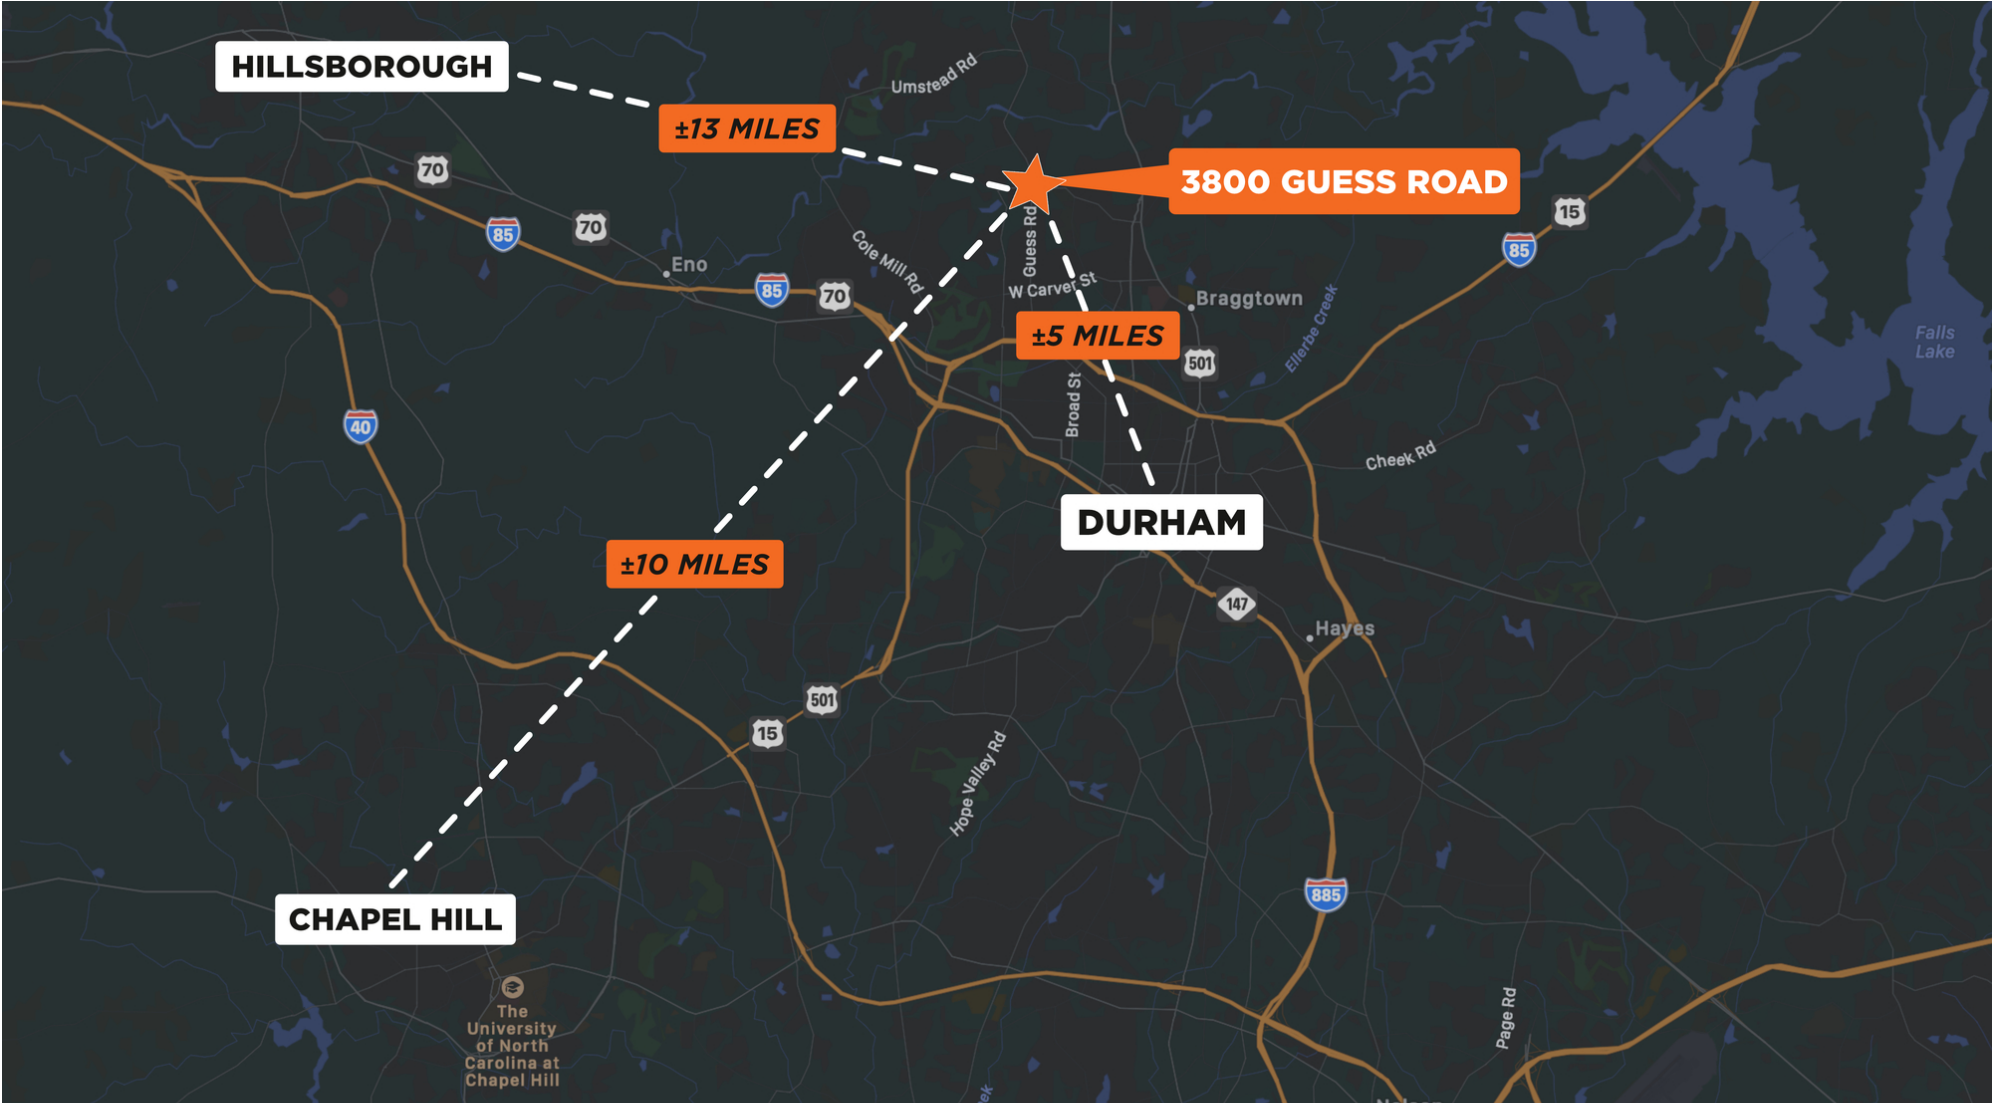 HILLSBOROUGH
Umstead Rd
±13 MILES
70
3800 GUESS ROAD
15
70
85
Guess Rd
85
Cole Mill Rd
Eno
85
70
W Carver St
Braggtown
Ellerbe Creek
±5 MILES
Falls
Lake
501
Broad St
40
Cheek Rd
DURHAM
±10 MILES
147
Hayes
501
15
Hope Valley Rd
885
CHAPEL HILL
The
University
of North
Carolina at
Chapel Hill
Page Rd